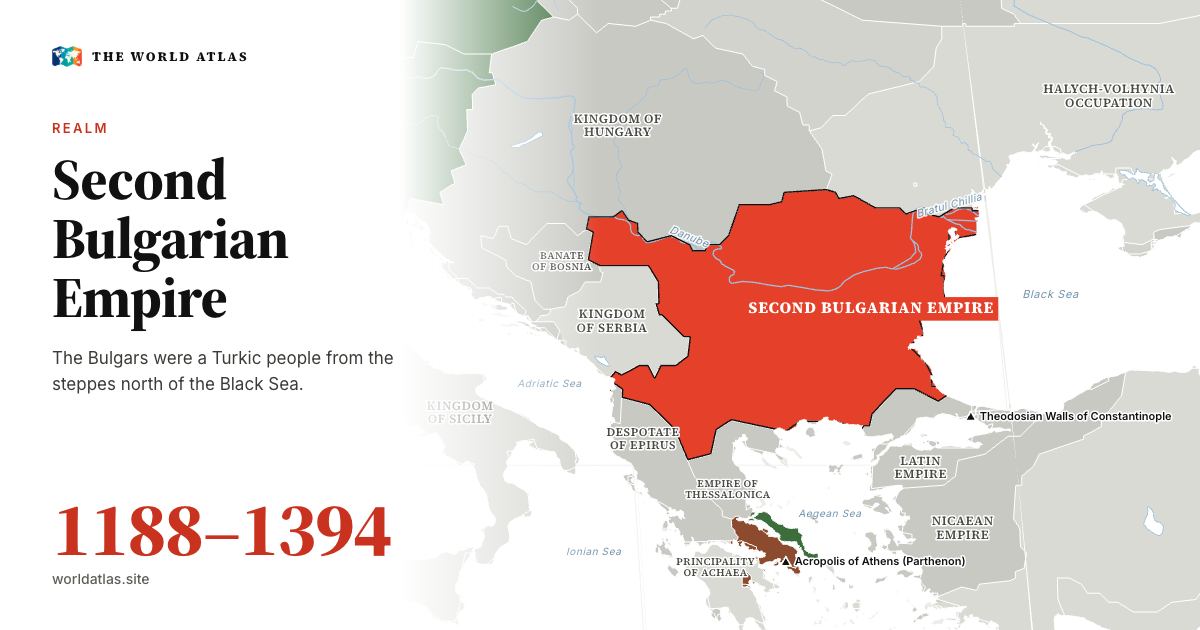 THE WORLD ATLAS
REALM
Second
Bulgarian
Empire
The Bulgars were a Turkic people from the
steppes north of the Black Sea.
1188–1394
worldatlas.site
HALYCH-VOLHYNIA
OCCUPATION
KINGDOM OF
HUNGARY
Bratul Chillia
Danube
BANATE
OF BOSNIA
Black Sea
SECOND BULGARIAN EMPIRE
KINGDOM
OF SERBIA
Adriatic Sea
KINGDOM
OF SICILY
Theodosian Walls of Constantinople
DESPOTATE
OF EPIRUS
LATIN
EMPIRE
EMPIRE OF
THESSALONICA
Aegean Sea
NICAEAN
EMPIRE
Ionian Sea
PRINCIPALITY
OF ACHAEA
Acropolis of Athens (Parthenon)